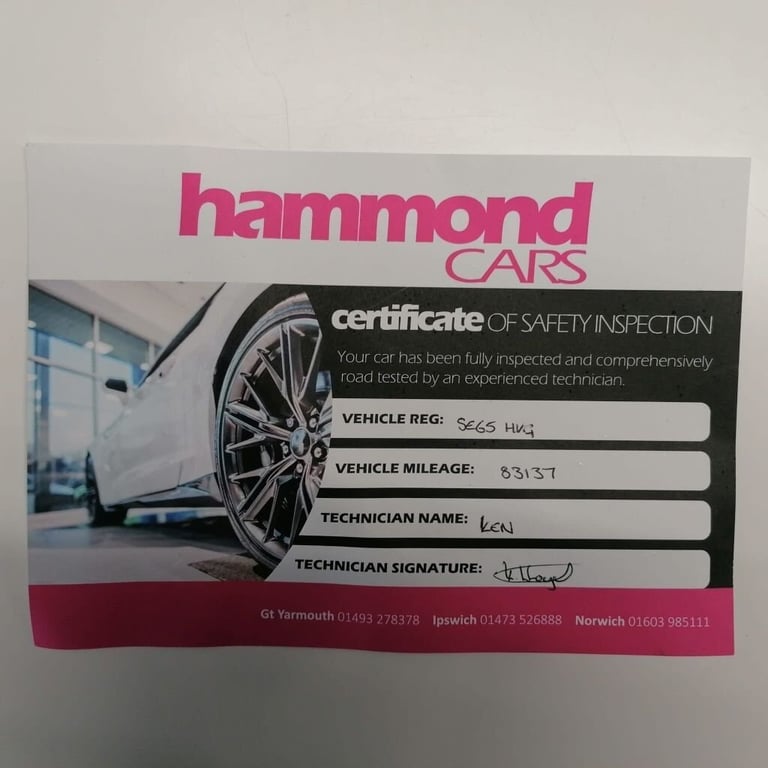 hammond
CARS
certificate OF SAFETY INSPECTION
Your car has been fully inspected and comprehensively
road tested by an experienced technician.
VEHICLE REG: SE65 HVG
VEHICLE MILEAGE: 83137
TECHNICIAN NAME: KEN
TECHNICIAN SIGNATURE:
Gt Yarmouth 01493 278378 Ipswich 01473 526888 Norwich 01603 985111